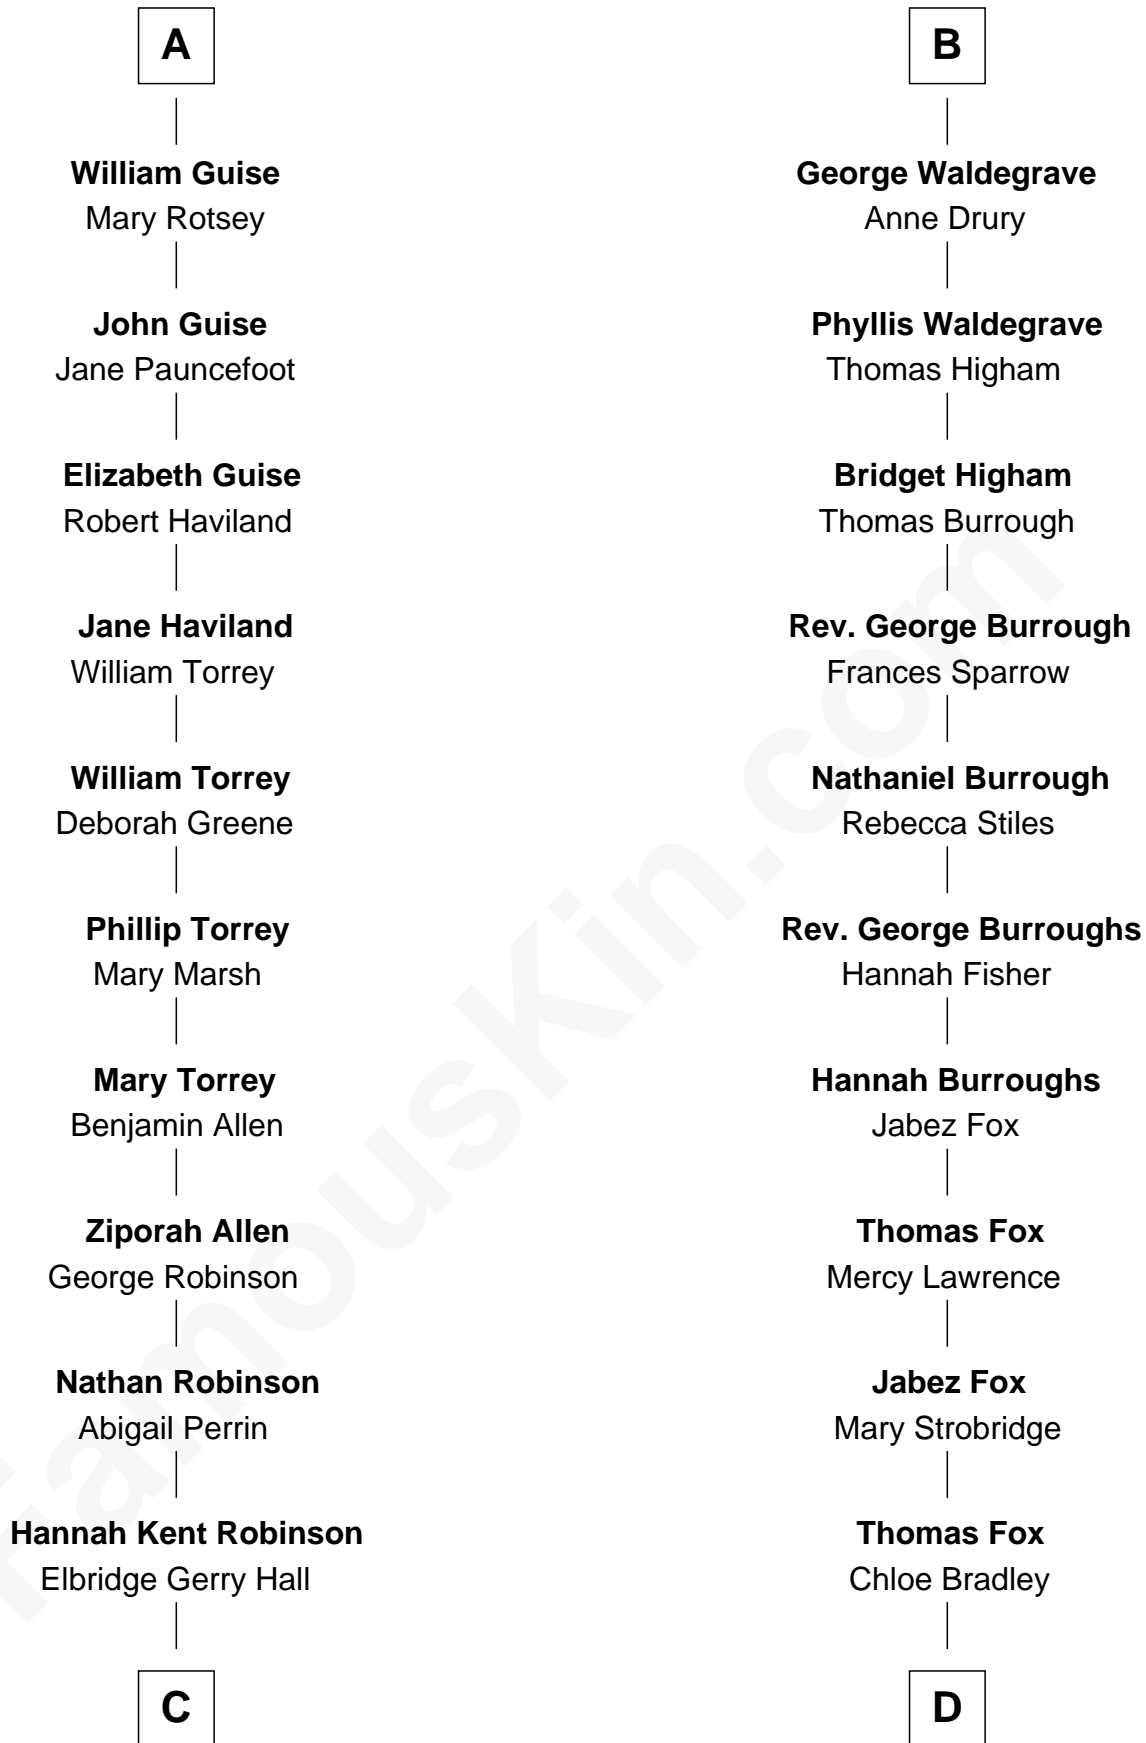 A
William Guise
Mary Rotsey
John Guise
Jane Pauncefoot
Elizabeth Guise
Robert Haviland
Jane Haviland
William Torrey
William Torrey
Deborah Greene
Phillip Torrey
Mary Marsh
Mary Torrey
Benjamin Allen
Ziporah Allen
George Robinson
Nathan Robinson
Abigail Perrin
Hannah Kent Robinson
Elbridge Gerry Hall
C
B
George Waldegrave
Anne Drury
Phyllis Waldegrave
Thomas Higham
Bridget Higham
Thomas Burrough
Rev. George Burrough
Frances Sparrow
Nathaniel Burrough
Rebecca Stiles
Rev. George Burroughs
Hannah Fisher
Hannah Burroughs
Jabez Fox
Thomas Fox
Mercy Lawrence
Jabez Fox
Mary Strobridge
Thomas Fox
Chloe Bradley
D
FamousKin.com